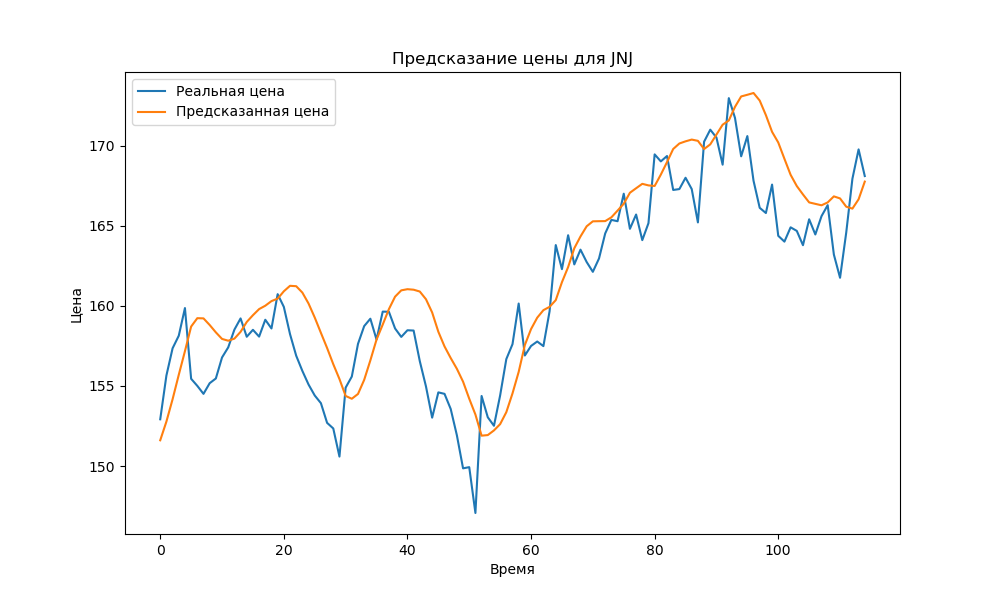 Предсказание цены для JNJ
Реальная цена
Предсказанная цена
170
165
160
155
150
Цена
0 20 40 60 80 100
Время